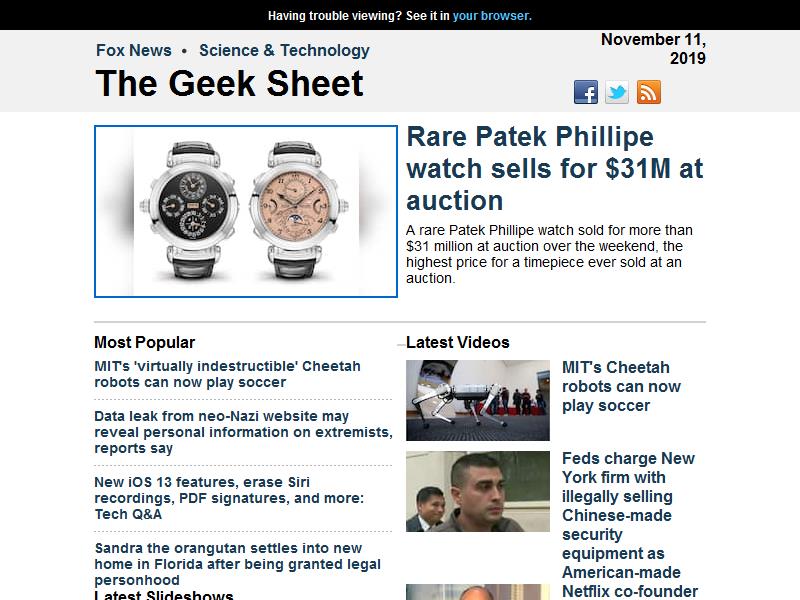 Having trouble viewing? See it in your browser.
Fox News • Science & Technology
The Geek Sheet
November 11,
2019
Rare Patek Phillipe
watch sells for $31M at
auction
A rare Patek Phillipe watch sold for more than
$31 million at auction over the weekend, the
highest price for a timepiece ever sold at an
auction.
Most Popular
MIT's 'virtually indestructible' Cheetah
robots can now play soccer
Data leak from neo-Nazi website may
reveal personal information on extremists,
reports say
New iOS 13 features, erase Siri
recordings, PDF signatures, and more:
Tech Q&A
Sandra the orangutan settles into new
home in Florida after being granted legal
personhood
Latest Slideshows
Latest Videos
MIT's Cheetah
robots can now
play soccer
Feds charge New
York firm with
illegally selling
Chinese-made
security
equipment as
American-made
Netflix co-founder